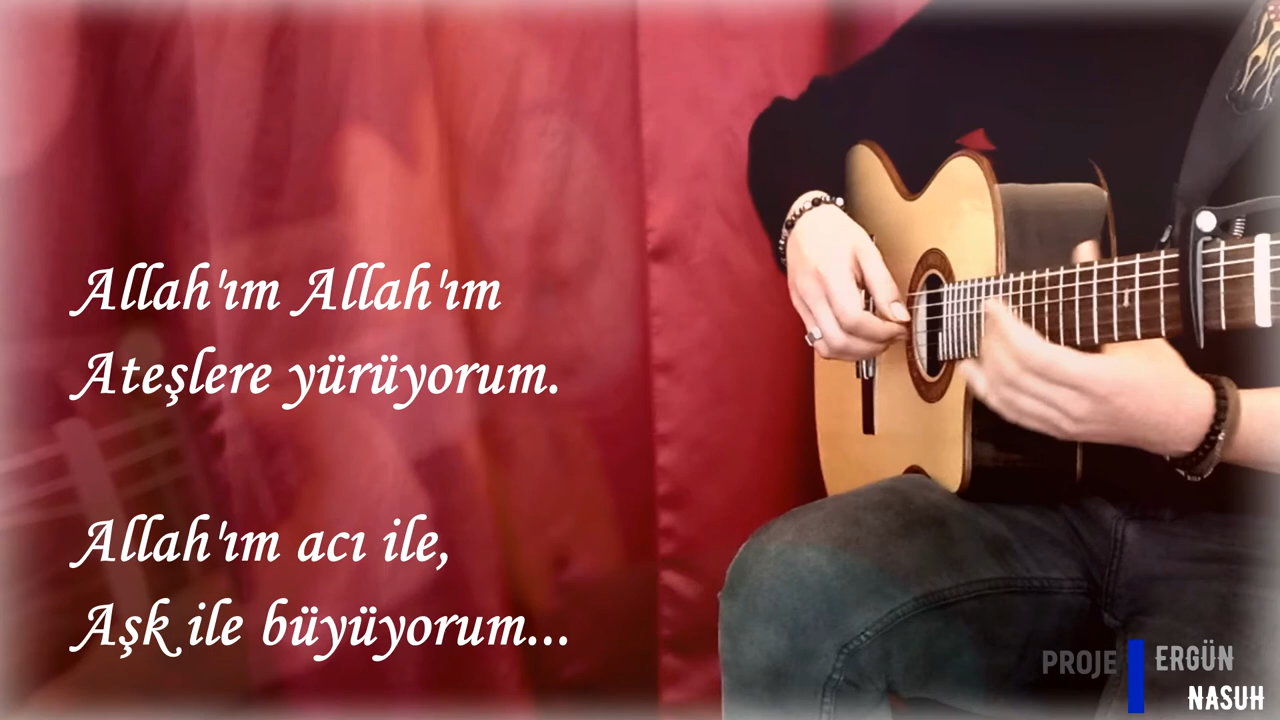 Allah'ım Allah'ım
Ateşlere yürüyorum.
Allah'ım acı ile,
Aşk ile büyüyorum...
PROJE ERGÜN
NASUH